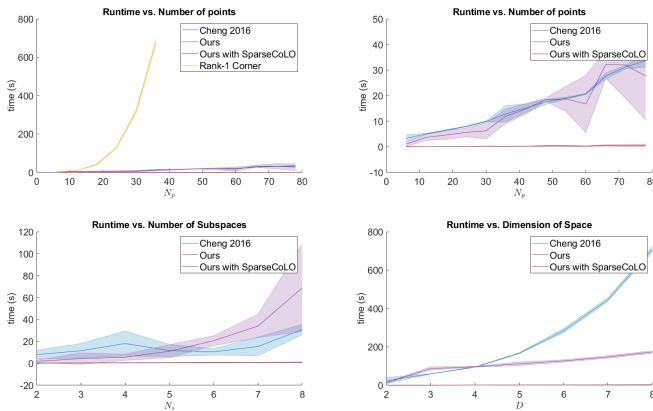 Runtime vs. Number of points
800
600
400
200
0
time (s)
0 10 20 30 40 50 60 70 80
N_p
Cheng 2016
Ours
Ours with SparseCoLO
Rank-1 Corner
Runtime vs. Number of points
50
40
30
20
10
0
-10
time (s)
0 10 20 30 40 50 60 70 80
N_p
Cheng 2016
Ours
Ours with SparseCoLO
Runtime vs. Number of Subspaces
120
100
80
60
40
20
0
-20
time (s)
2 3 4 5 6 7 8
N_s
Cheng 2016
Ours
Ours with SparseCoLO
Runtime vs. Dimension of Space
800
600
400
200
0
time (s)
2 3 4 5 6 7 8
D
Cheng 2016
Ours
Ours with SparseCoLO